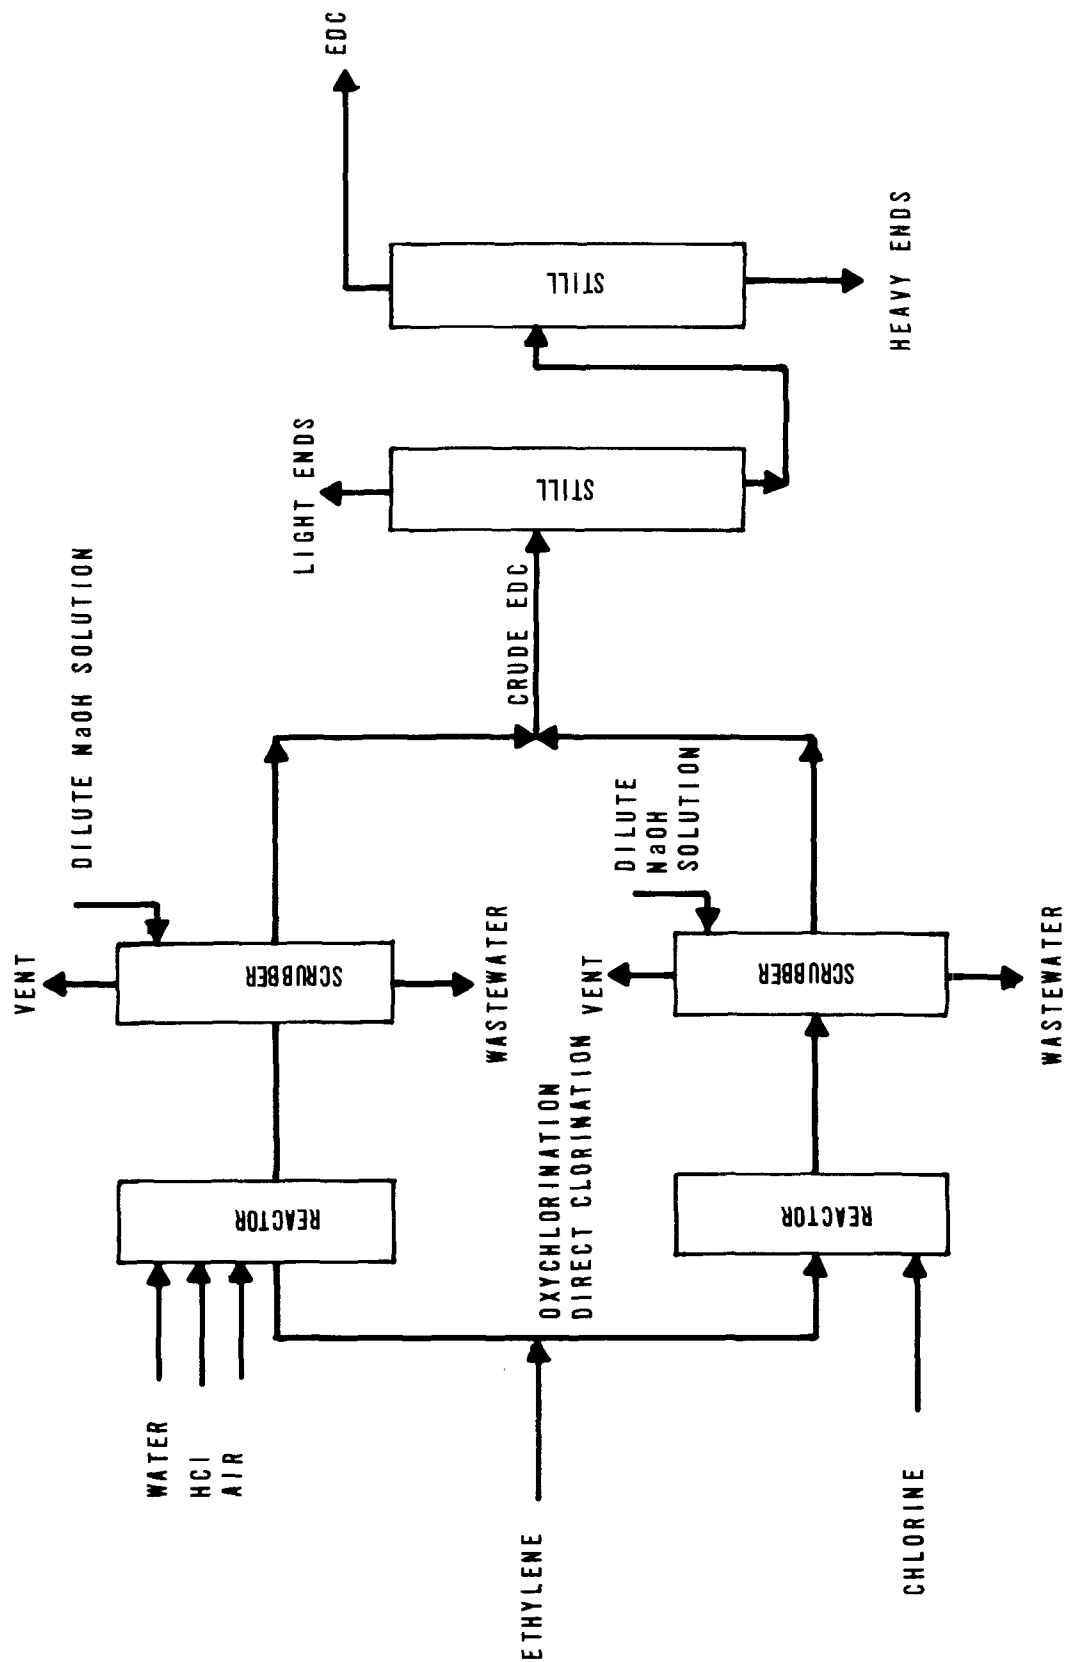 WATER
HCl
AIR
REACTOR
VENT
SCRUBBER
DILUTE NaOH SOLUTION
WASTEWATER
ETHYLENE
OXYCHLORINATION
DIRECT CLORINATION
CHLORINE
REACTOR
VENT
SCRUBBER
DILUTE
NaOH
SOLUTION
WASTEWATER
CRUDE EDC
LIGHT ENDS
STILL
STILL
EDC
HEAVY ENDS